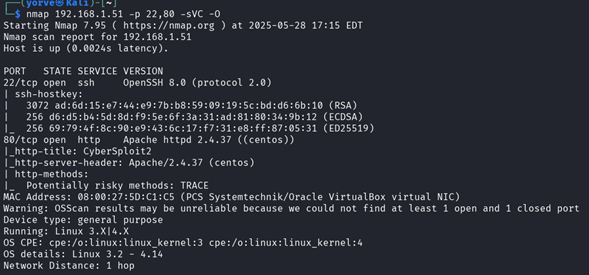 ┌──(yorve㉿Kali)-[~]
└─$ nmap 192.168.1.51 -p 22,80 -sVC -O
Starting Nmap 7.95 ( https://nmap.org ) at 2025-05-28 17:15 EDT
Nmap scan report for 192.168.1.51
Host is up (0.0024s latency).

PORT   STATE SERVICE VERSION
22/tcp open  ssh     OpenSSH 8.0 (protocol 2.0)
| ssh-hostkey:
|   3072 ad:6d:15:e7:44:e9:7b:b8:59:09:19:5c:bd:d6:6b:10 (RSA)
|   256 d6:d5:b4:5d:8d:f9:5e:6f:3a:31:ad:81:80:34:9b:12 (ECDSA)
|_  256 69:79:4f:8c:90:e9:43:6c:17:f7:31:e8:ff:87:05:31 (ED25519)
80/tcp open  http    Apache httpd 2.4.37 ((centos))
|_http-title: CyberSploit2
|_http-server-header: Apache/2.4.37 (centos)
| http-methods:
|_  Potentially risky methods: TRACE
MAC Address: 08:00:27:5D:C1:C5 (PCS Systemtechnik/Oracle VirtualBox virtual NIC)
Warning: OSScan results may be unreliable because we could not find at least 1 open and 1 closed port
Device type: general purpose
Running: Linux 3.X|4.X
OS CPE: cpe:/o:linux:linux_kernel:3 cpe:/o:linux:linux_kernel:4
OS details: Linux 3.2 - 4.14
Network Distance: 1 hop